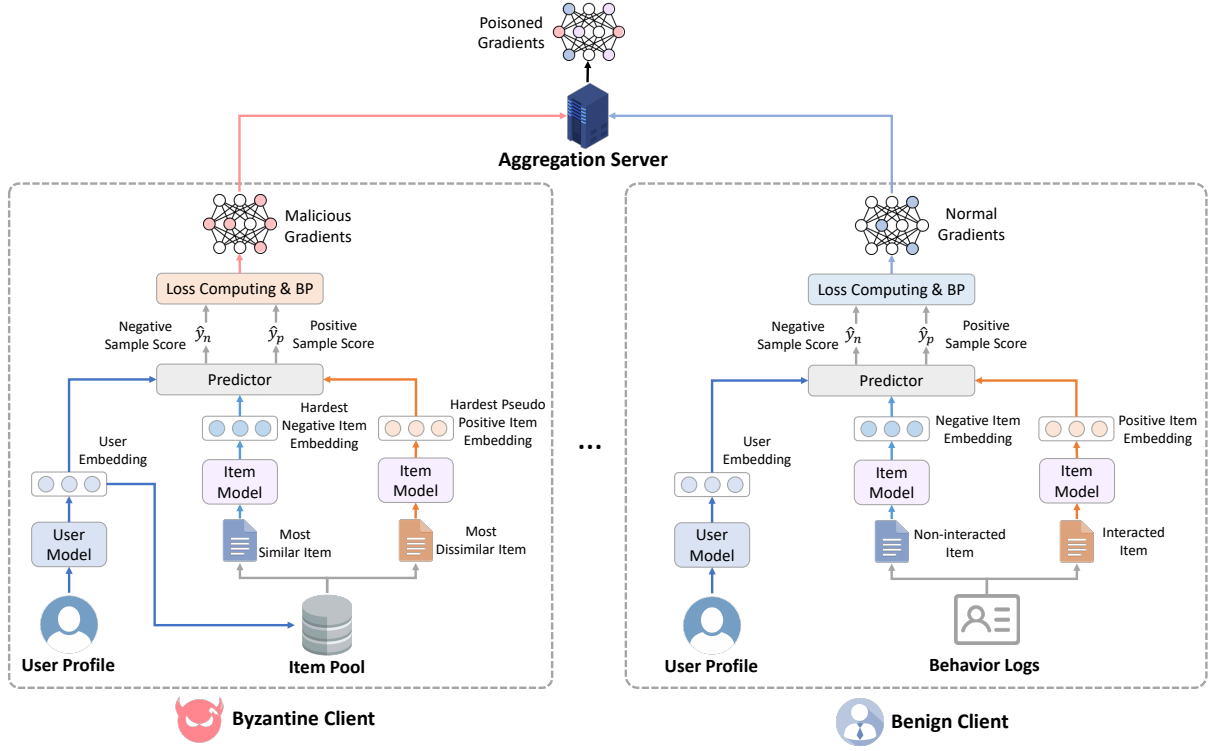 Poisoned
Gradients
Aggregation Server
Malicious
Gradients
Loss Computing & BP
Negative
Sample Score
ŷn
ŷp
Positive
Sample Score
Predictor
Hardest
Negative Item
Embedding
Hardest Pseudo
Positive Item
Embedding
User
Embedding
Item
Model
Item
Model
User
Model
Most
Similar Item
Most
Dissimilar Item
User Profile
Item Pool
Byzantine Client
...
Normal
Gradients
Loss Computing & BP
Negative
Sample Score
ŷn
ŷp
Positive
Sample Score
Predictor
Negative Item
Embedding
Positive Item
Embedding
User
Embedding
Item
Model
Item
Model
User
Model
Non-interacted
Item
Interacted
Item
User Profile
Behavior Logs
Benign Client